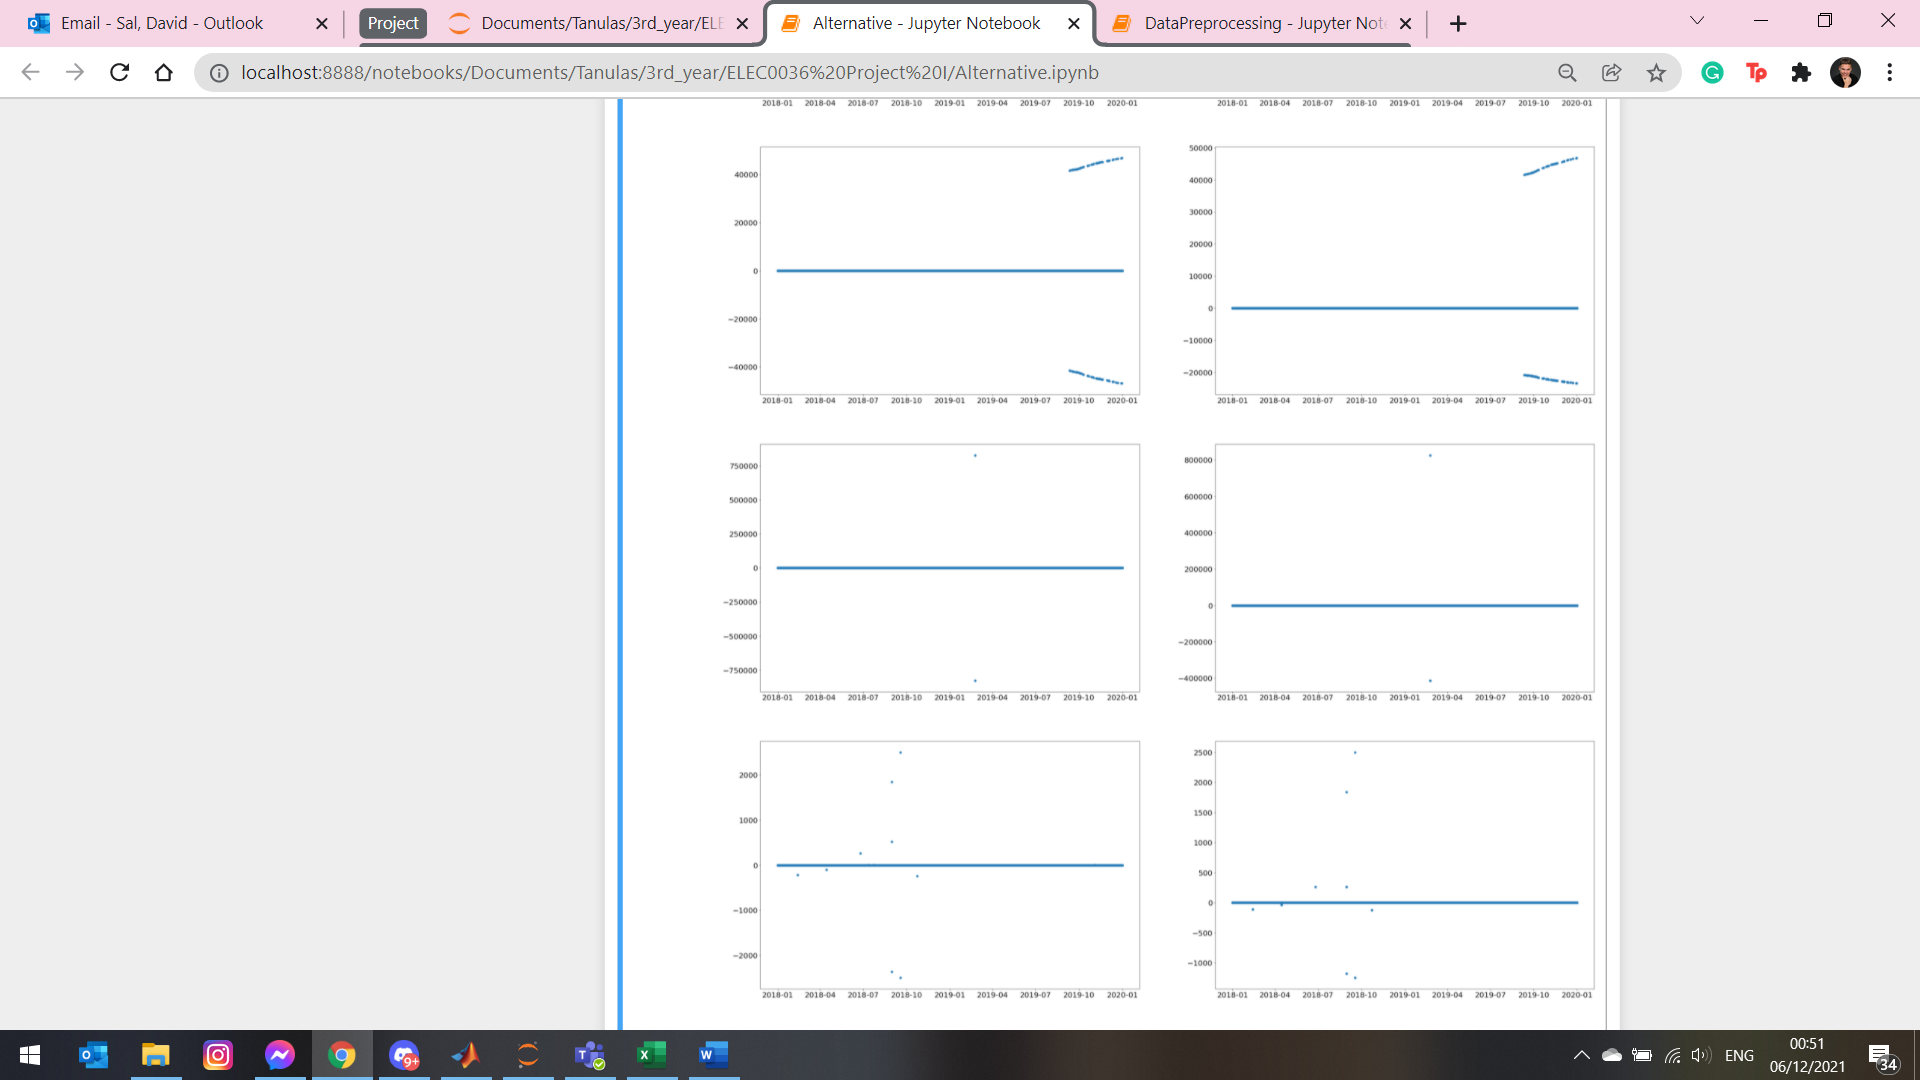 Email - Sal, David - Outlook
Project
Documents/Tanulas/3rd_year/ELE
Alternative - Jupyter Notebook
DataPreprocessing - Jupyter Not
localhost:8888/notebooks/Documents/Tanulas/3rd_year/ELEC0036%20Project%20I/Alternative.ipynb
2018-01 2018-04 2018-07 2018-10 2019-01 2019-04 2019-07 2019-10 2020-01
2018-01 2018-04 2018-07 2018-10 2019-01 2019-04 2019-07 2019-10 2020-01
40000
20000
0
−20000
−40000
2018-01 2018-04 2018-07 2018-10 2019-01 2019-04 2019-07 2019-10 2020-01
50000
40000
30000
20000
10000
0
−10000
−20000
2018-01 2018-04 2018-07 2018-10 2019-01 2019-04 2019-07 2019-10 2020-01
750000
500000
250000
0
−250000
−500000
−750000
2018-01 2018-04 2018-07 2018-10 2019-01 2019-04 2019-07 2019-10 2020-01
800000
600000
400000
200000
0
−200000
−400000
2018-01 2018-04 2018-07 2018-10 2019-01 2019-04 2019-07 2019-10 2020-01
2000
1000
0
−1000
−2000
2018-01 2018-04 2018-07 2018-10 2019-01 2019-04 2019-07 2019-10 2020-01
2500
2000
1500
1000
500
0
−500
−1000
2018-01 2018-04 2018-07 2018-10 2019-01 2019-04 2019-07 2019-10 2020-01
9+
ENG
00:51
06/12/2021
34